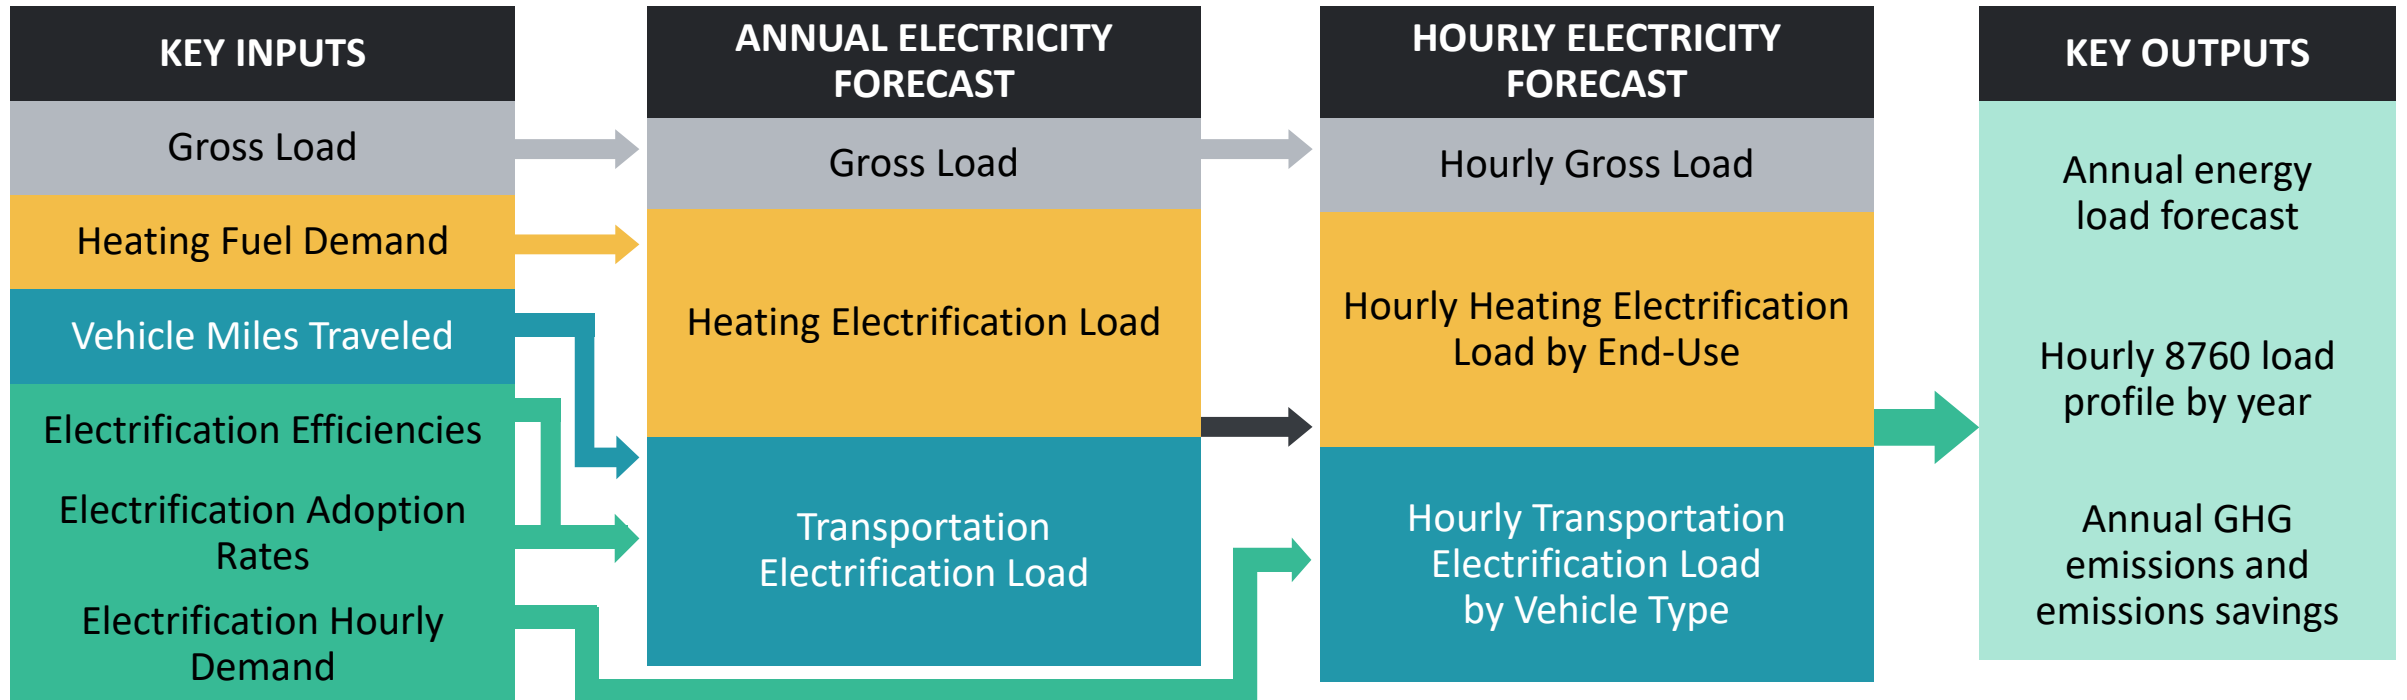 KEY INPUTS
Gross Load
Heating Fuel Demand
Vehicle Miles Traveled
Electrification Efficiencies
Electrification Adoption
Rates
Electrification Hourly
Demand
ANNUAL ELECTRICITY
FORECAST
Gross Load
Heating Electrification Load
Transportation
Electrification Load
HOURLY ELECTRICITY
FORECAST
Hourly Gross Load
Hourly Heating Electrification
Load by End-Use
Hourly Transportation
Electrification Load
by Vehicle Type
KEY OUTPUTS
Annual energy
load forecast
Hourly 8760 load
profile by year
Annual GHG
emissions and
emissions savings